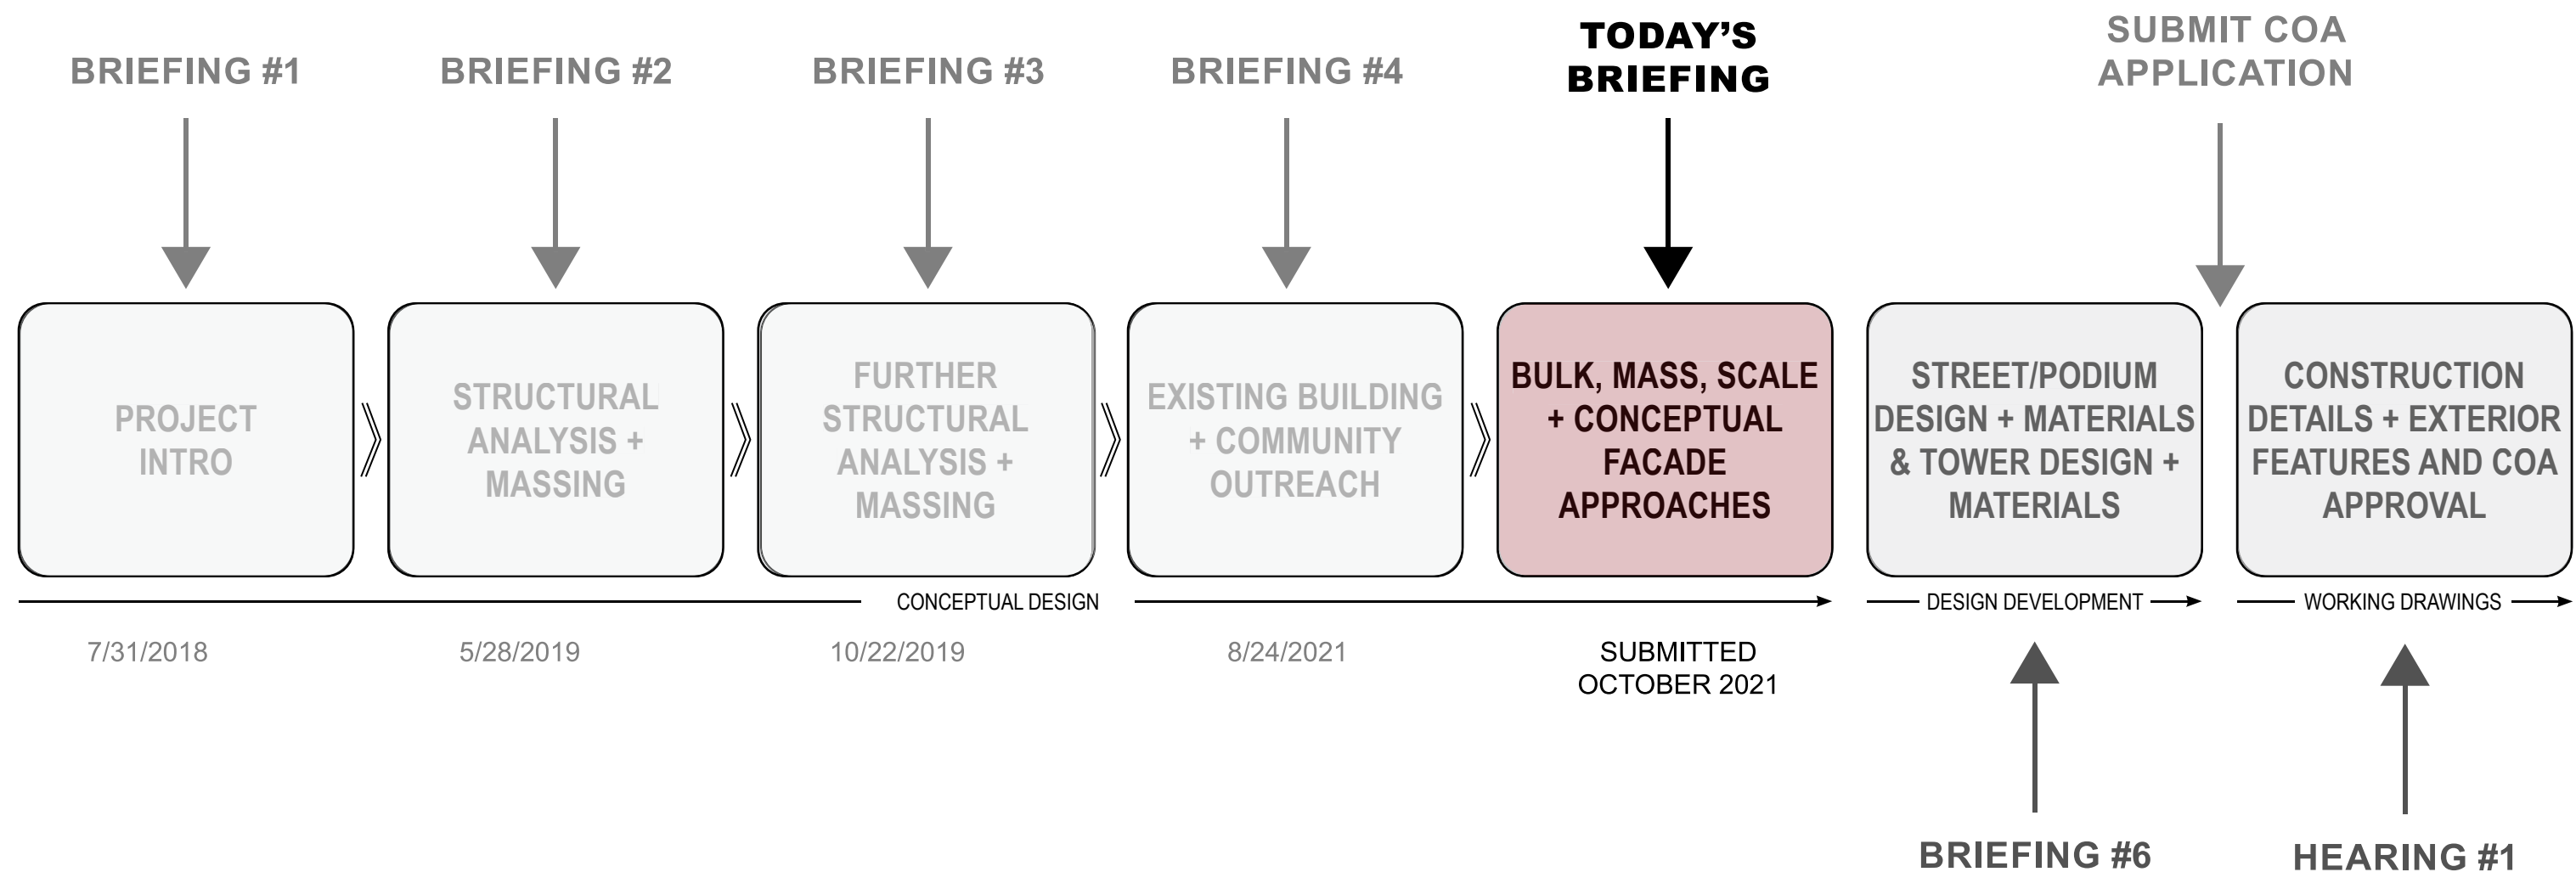 BRIEFING #1
BRIEFING #2
BRIEFING #3
BRIEFING #4
TODAY'S
BRIEFING
SUBMIT COA
APPLICATION
PROJECT
INTRO
STRUCTURAL
ANALYSIS +
MASSING
FURTHER
STRUCTURAL
ANALYSIS +
MASSING
EXISTING BUILDING
+ COMMUNITY
OUTREACH
BULK, MASS, SCALE
+ CONCEPTUAL
FACADE
APPROACHES
STREET/PODIUM
DESIGN + MATERIALS
& TOWER DESIGN +
MATERIALS
CONSTRUCTION
DETAILS + EXTERIOR
FEATURES AND COA
APPROVAL
CONCEPTUAL DESIGN
DESIGN DEVELOPMENT
WORKING DRAWINGS
7/31/2018
5/28/2019
10/22/2019
8/24/2021
SUBMITTED
OCTOBER 2021
BRIEFING #6
HEARING #1